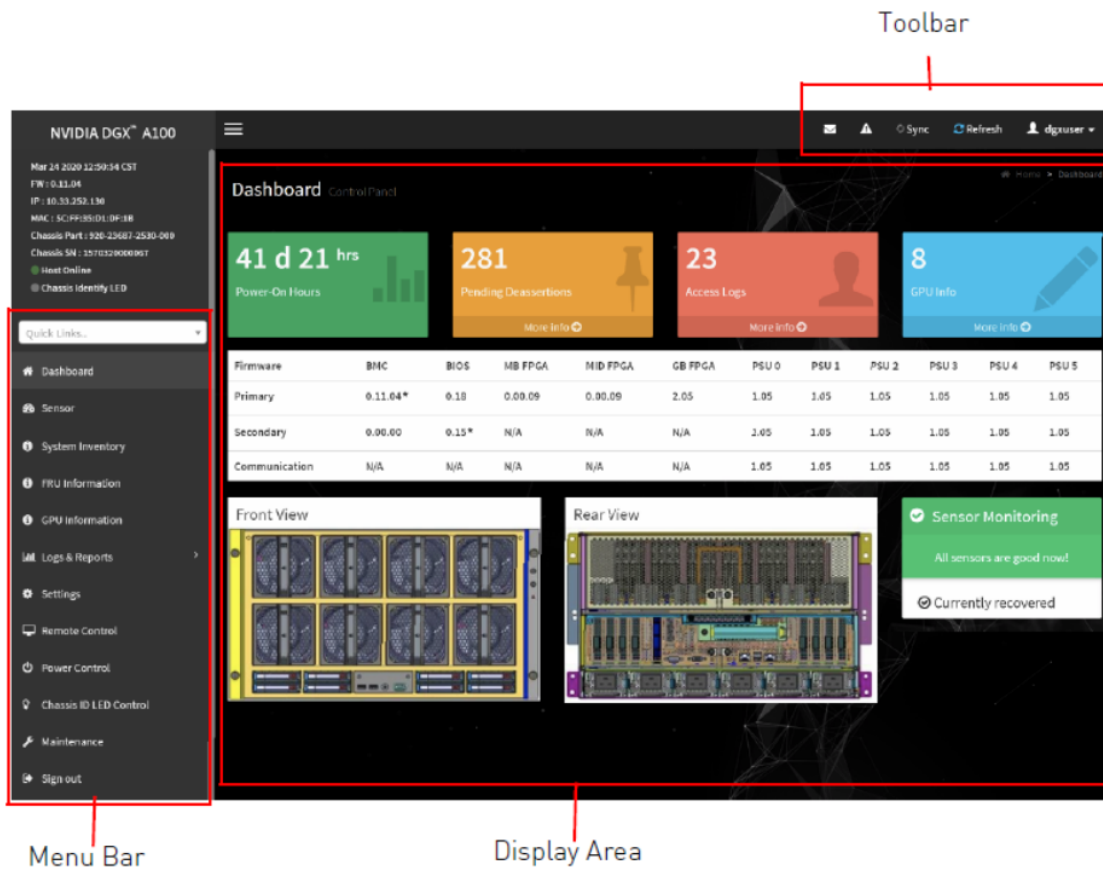 Toolbar
NVIDIA DGX™ A100
Sync Refresh dgxuser
Mar 24 2020 12:50:54 CST
FW : 0.11.04
IP : 10.33.252.136
Chassis Part : 920-23687-2530-000
Host Online
Chassis Identify LED
Quick Links..
Dashboard
Sensor
System Inventory
FRU Information
GPU Information
Logs & Reports
Settings
Remote Control
Power Control
Chassis ID LED Control
Maintenance
Sign out
Dashboard Control Panel
Home > Dashboard
41 d 21 hrs
Power-On Hours
281
Pending Deassertions
More info
23
Access Logs
More info
8
GPU Info
More info
Firmware BMC BIOS MB FPGA MID FPGA GB FPGA PSU 0 PSU 1 PSU 2 PSU 3 PSU 4 PSU 5
Primary 0.11.04* 0.18 0.00.09 0.00.09 2.05 1.05 1.05 1.05 1.05 1.05 1.05
Secondary 0.00.00 0.15* N/A N/A N/A 1.05 1.05 1.05 1.05 1.05
Communication N/A N/A N/A N/A N/A 1.05 1.05 1.05 1.05 1.05 1.05
Front View
Rear View
Sensor Monitoring
All sensors are good now!
Currently recovered
Menu Bar
Display Area